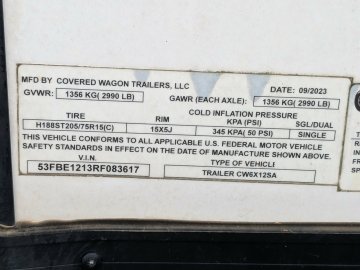 MFD BY COVERED WAGON TRAILERS, LLC DATE 09/2023
GVWR: 1356 KG( 2990 LB) GAWR (EACH AXLE): 1356 KG( 2990 LB)
COLD INFLATION PRESSURE
TIRE RIM KPA (PSI) SGL/DUAL
H188ST205/75R15(C) 15X5J 345 KPA( 50 PSI) SINGLE
THIS VEHICLE CONFORMS TO ALL APPLICABLE U.S. FEDERAL MOTOR VEHICLE
SAFETY STANDARDS IN EFFECT ON THE DATE OF MANUFACTURE SHOWN ABOVE.
V.I.N. TYPE OF VEHICLE
53FBE1213RF083617 TRAILER CW6X12SA